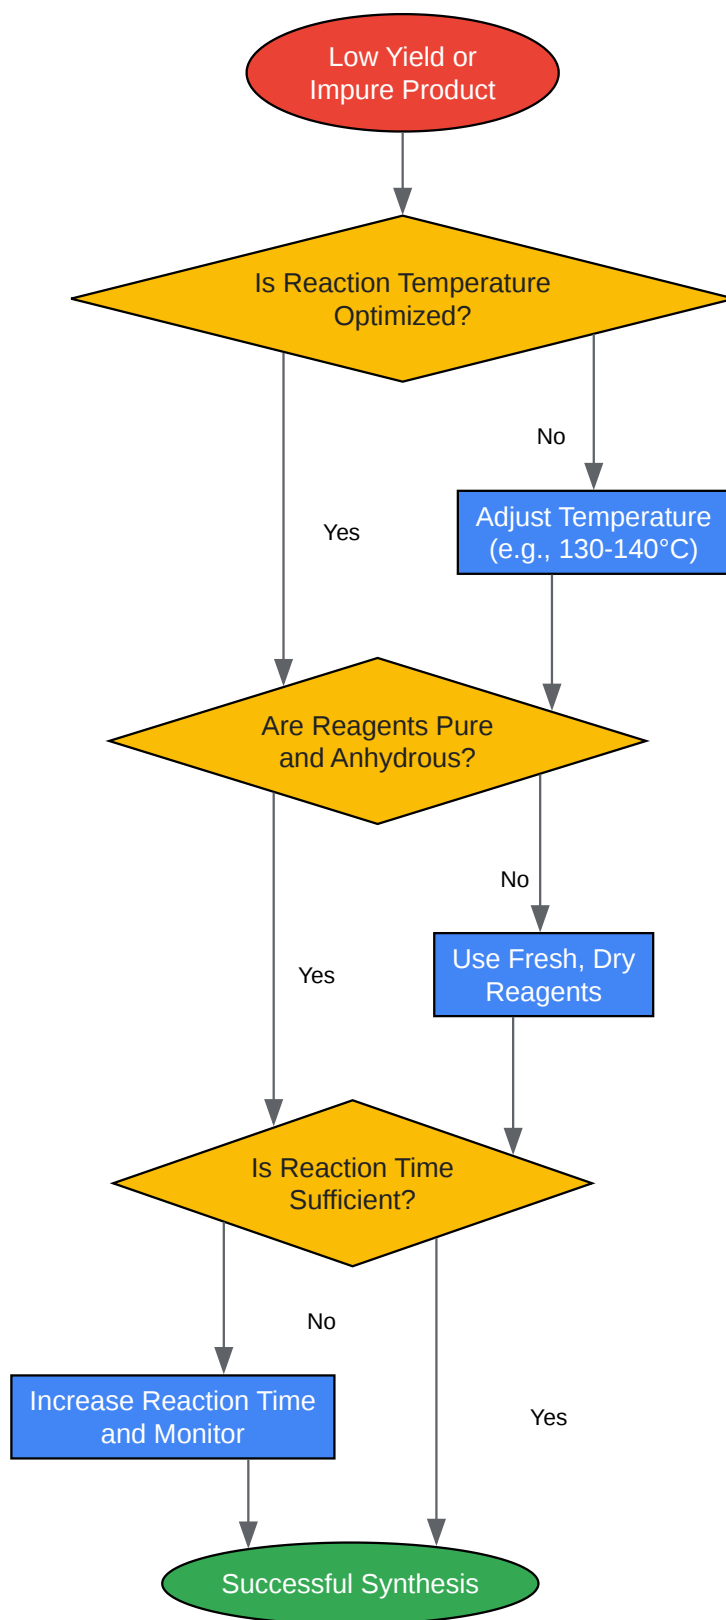 Low Yield or
Impure Product
Is Reaction Temperature
Optimized?
No
Adjust Temperature
(e.g., 130-140°C)
Yes
Are Reagents Pure
and Anhydrous?
No
Use Fresh, Dry
Reagents
Yes
Is Reaction Time
Sufficient?
No
Increase Reaction Time
and Monitor
Yes
Successful Synthesis